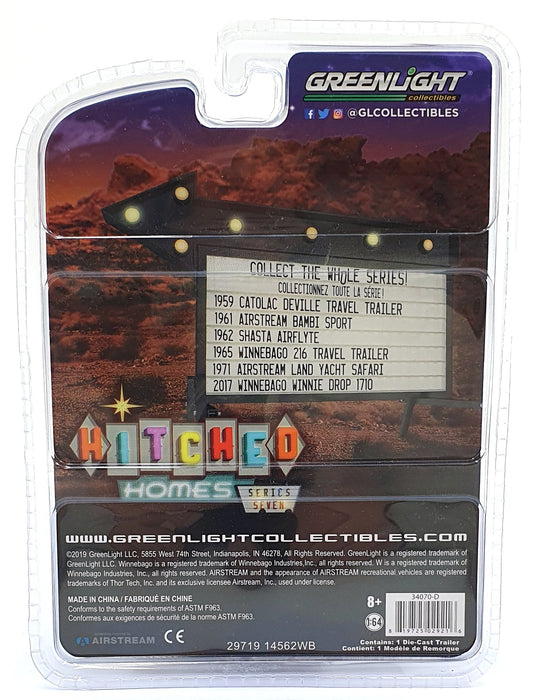 GREENLIGHT
collectibles
@GLCOLLECTIBLES
COLLECT THE WHOLE SERIES!
COLLECTIONNEZ TOUTE LA SÉRIE!
1959 CATOLAC DEVILLE TRAVEL TRAILER
1961 AIRSTREAM BAMBI SPORT
1962 SHASTA AIRFLYTE
1965 WINNEBAGO 216 TRAVEL TRAILER
1971 AIRSTREAM LAND YACHT SAFARI
2017 WINNEBAGO WINNIE DROP 1710
HITCHED
HOMES
SERIES
SEVEN
WWW.GREENLIGHTCOLLECTIBLES.COM
©2019 GreenLight LLC, 5855 West 74th Street, Indianapolis, IN 46278, All Rights Reserved. GreenLight is a registered trademark of
GreenLight LLC. Winnebago is a registered trademark of Winnebago Industries, Inc., all rights reserved. W is a registered trademark of
Winnebago Industries, Inc., all rights reserved. AIRSTREAM and the appearance of AIRSTREAM recreational vehicles are registered
trademarks of Thor Tech, Inc. and its exclusive licensee Airstream, Inc., used under license.
MADE IN CHINA / FABRIQUÉ EN CHINE
Conforms to the safety requirements of ASTM F963.
Conforme aux exigences de sécurité de la norme ASTM F963.
AIRSTREAM CE
29719 14562WB
8+
1:64
34070-D
8 19725 02921 6
Contains: 1 Die-Cast Trailer
Contient: 1 Modèle de Remorque